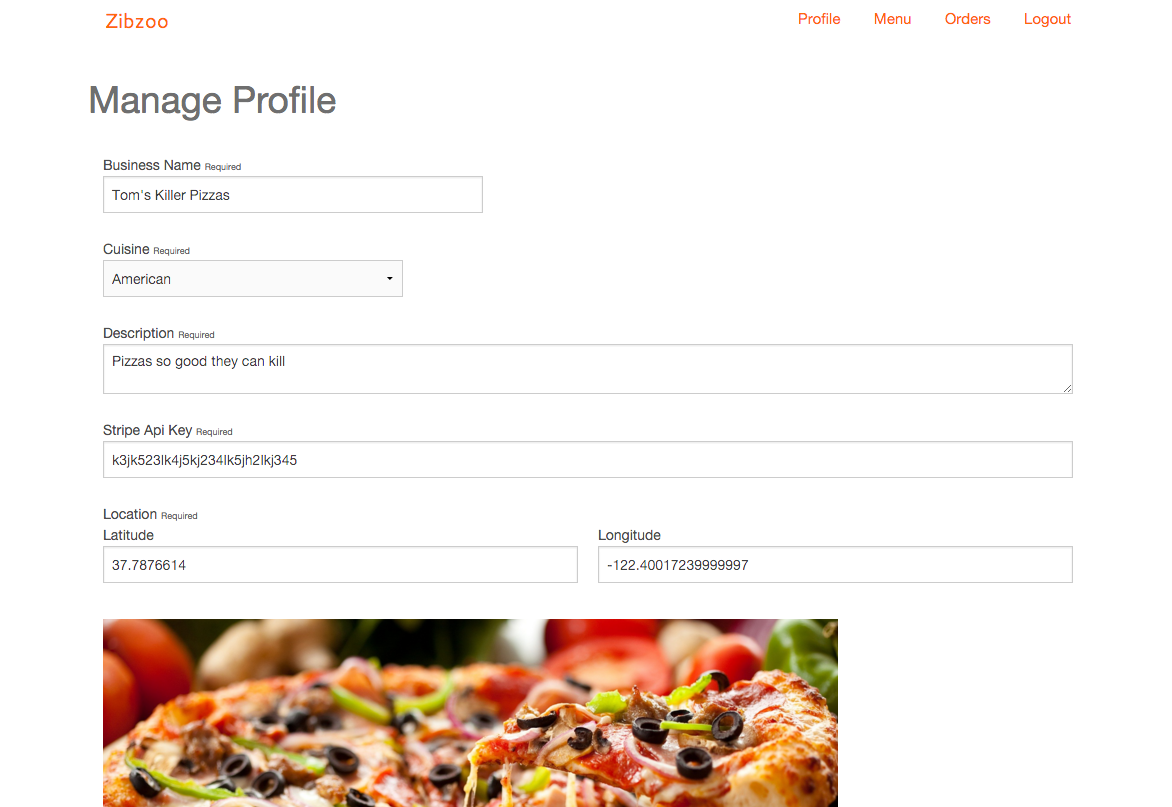 Zibzoo
Profile Menu Orders Logout
Manage Profile
Business Name Required
Tom's Killer Pizzas
Cuisine Required
American
Description Required
Pizzas so good they can kill
Stripe Api Key Required
k3jk523lk4j5kj234lk5jh2lkj345
Location Required
Latitude Longitude
37.7876614 -122.40017239999997